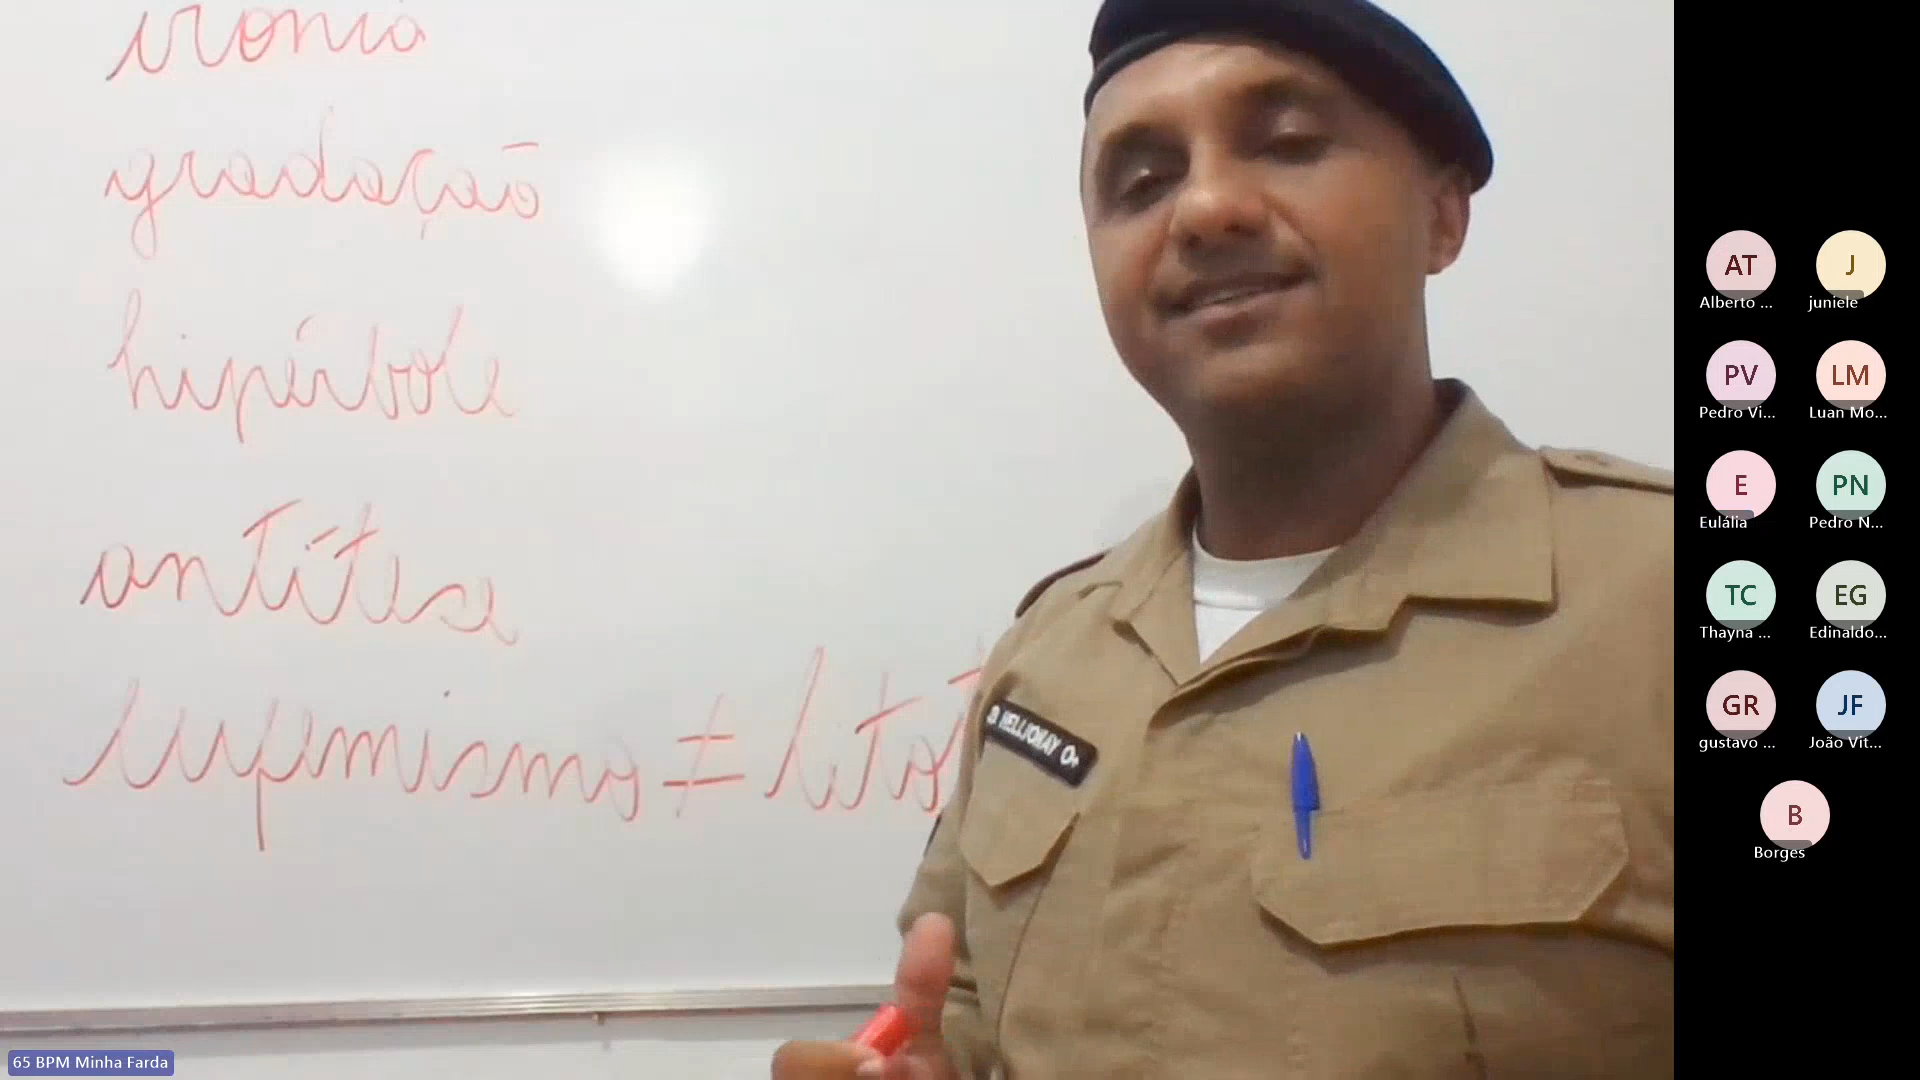 ironia
gradação
hipérbole
antítese
eufemismo ≠ litot
O+
AT
Alberto ...
J
juniele
PV
Pedro Vi...
LM
Luan Mo...
E
Eulália
PN
Pedro N...
TC
Thayna ...
EG
Edinaldo...
GR
gustavo ...
JF
João Vit...
B
Borges
65 BPM Minha Farda